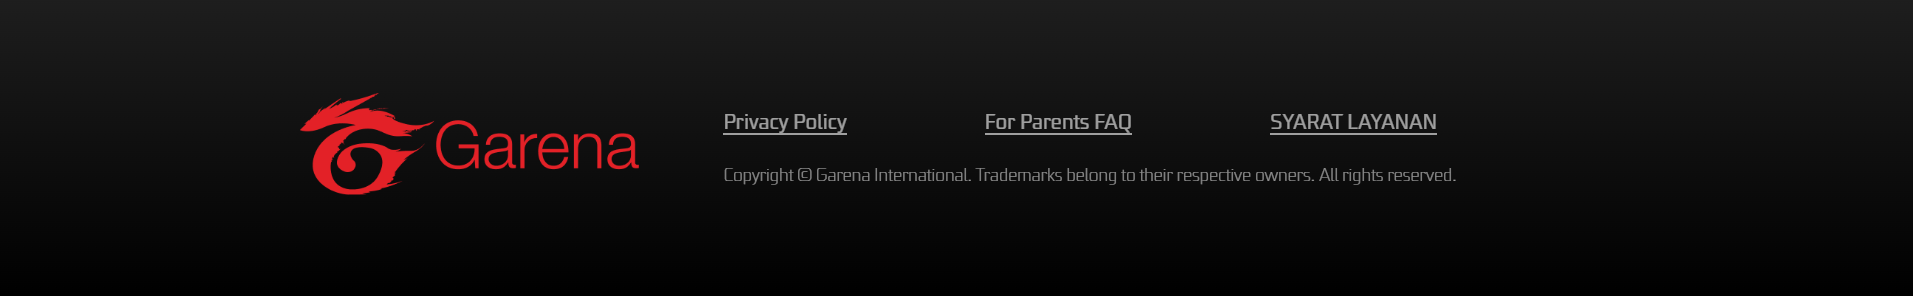 Garena
Privacy Policy For Parents FAQ SYARAT LAYANAN
Copyright © Garena International. Trademarks belong to their respective owners. All rights reserved.